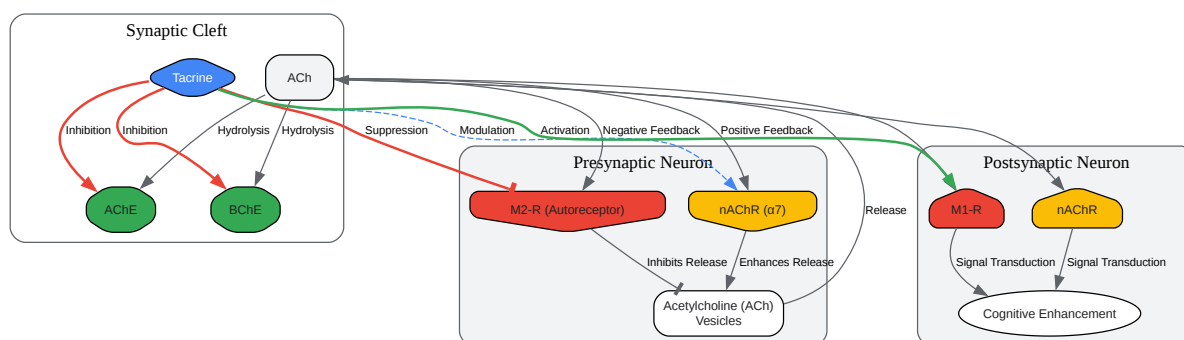 Synaptic Cleft
Tacrine
ACh
Inhibition
Inhibition
Hydrolysis
Hydrolysis
Suppression
Modulation
Activation
Negative Feedback
Positive Feedback
AChE
BChE
Presynaptic Neuron
M2-R (Autoreceptor)
nAChR (α7)
Release
Inhibits Release
Enhances Release
Acetylcholine (ACh)
Vesicles
Postsynaptic Neuron
M1-R
nAChR
Signal Transduction
Signal Transduction
Cognitive Enhancement